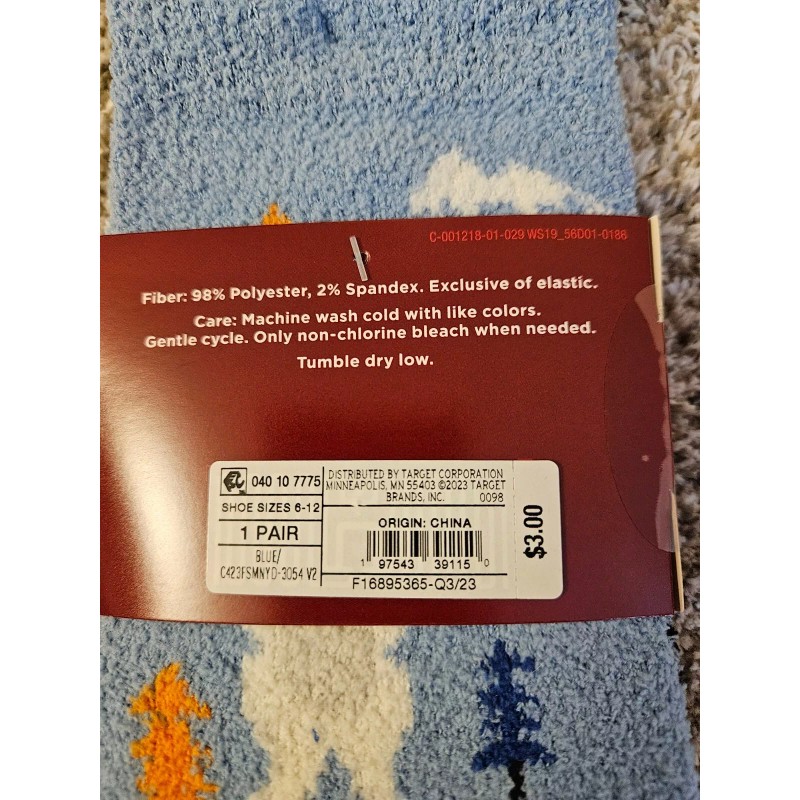 C-001218-01-029 WS19_56D01-0186
Fiber: 98% Polyester, 2% Spandex. Exclusive of elastic.
Care: Machine wash cold with like colors.
Gentle cycle. Only non-chlorine bleach when needed.
Tumble dry low.
040 10 7775
SHOE SIZES 6-12
1 PAIR
BLUE/
C423FSMNYD-3054 V2
DISTRIBUTED BY TARGET CORPORATION
MINNEAPOLIS, MN 55403 ©2023 TARGET
BRANDS, INC. 0098
ORIGIN: CHINA
1 97543 39115 0
F16895365-Q3/23
$3.00